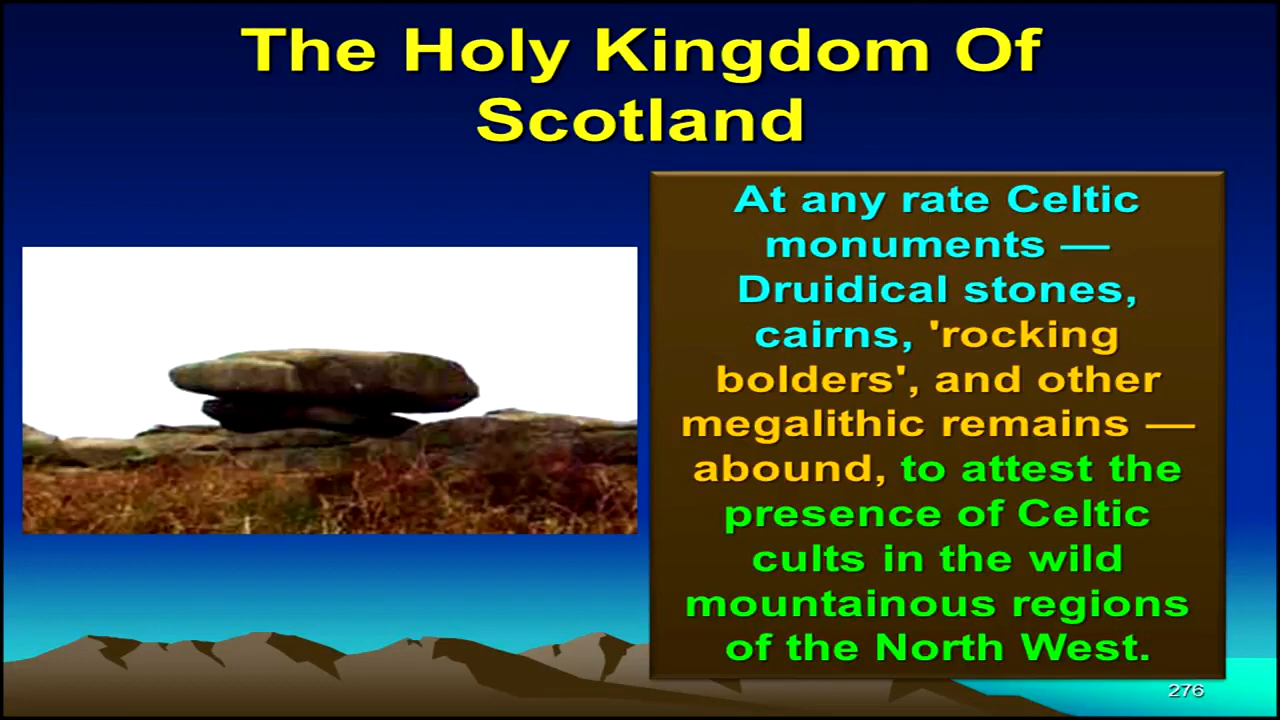 The Holy Kingdom Of
Scotland
At any rate Celtic
monuments —
Druidical stones,
cairns, 'rocking
bolders', and other
megalithic remains —
abound, to attest the
presence of Celtic
cults in the wild
mountainous regions
of the North West.
276